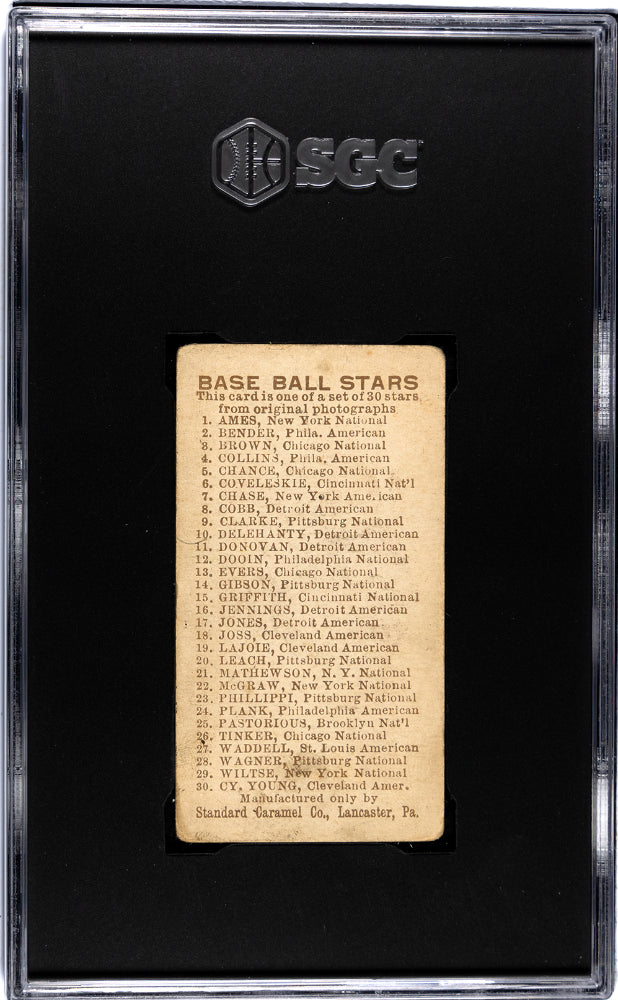 SGC
BASE BALL STARS
This card is one of a set of 30 stars
from original photographs
1. AMES, New York National
2. BENDER, Phila. American
3. BROWN, Chicago National
4. COLLINS, Phila. American
5. CHANCE, Chicago National.
6. COVELESKIE, Cincinnati Nat'l
7. CHASE, New York American
8. COBB, Detroit American
9. CLARKE, Pittsburg National
10. DELEHANTY, Detroit American
11. DONOVAN, Detroit American
12. DOOIN, Philadelphia National
13. EVERS, Chicago National
14. GIBSON, Pittsburg National
15. GRIFFITH, Cincinnati National
16. JENNINGS, Detroit American
17. JONES, Detroit American.
18. JOSS, Cleveland American
19. LAJOIE, Cleveland American
20. LEACH, Pittsburg National
21. MATHEWSON, N. Y. National
22. McGRAW, New York National
23. PHILLIPPI, Pittsburg National
24. PLANK, Philadelphia American
25. PASTORIOUS, Brooklyn Nat'l
26. TINKER, Chicago National
27. WADDELL, St. Louis American
28. WAGNER, Pittsburg National
29. WILTSE, New York National
30. CY. YOUNG, Cleveland Amer.
Manufactured only by
Standard Caramel Co., Lancaster, Pa.